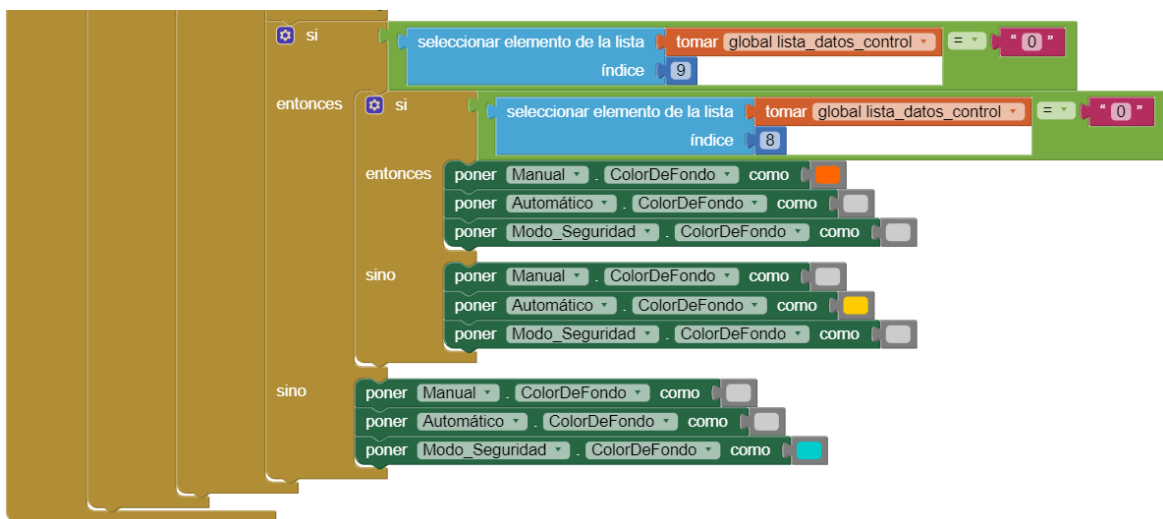 si seleccionar elemento de la lista tomar global lista_datos_control = " 0 "
índice 9
entonces si seleccionar elemento de la lista tomar global lista_datos_control = " 0 "
índice 8
entonces poner Manual . ColorDeFondo como
poner Automático . ColorDeFondo como
poner Modo_Seguridad . ColorDeFondo como
sino poner Manual . ColorDeFondo como
poner Automático . ColorDeFondo como
poner Modo_Seguridad . ColorDeFondo como
sino poner Manual . ColorDeFondo como
poner Automático . ColorDeFondo como
poner Modo_Seguridad . ColorDeFondo como